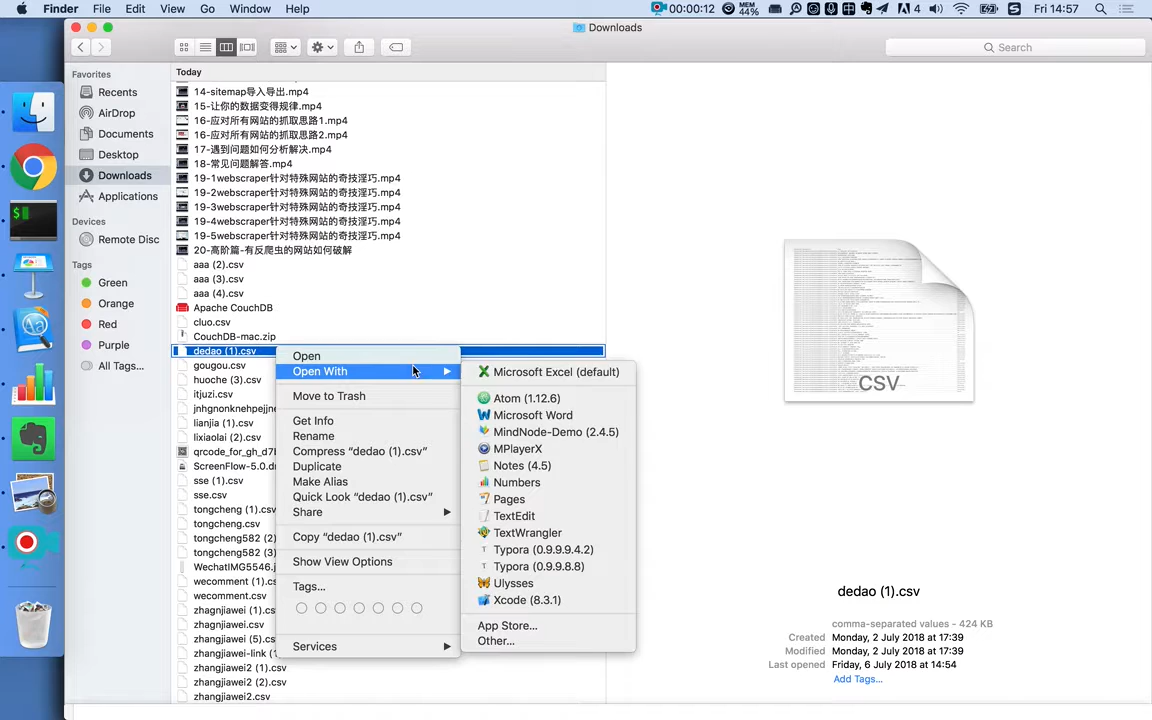 Finder File Edit View Go Window Help 00:00:12 MEM 44% 4 Fri 14:57
Downloads
Search
Favorites
Recents
AirDrop
Documents
Desktop
Downloads
Applications
Devices
Remote Disc
Tags
Green
Orange
Red
Purple
All Tags...
Today
14-sitemap导入导出.mp4
15-让你的数据变得规律.mp4
16-应对所有网站的抓取思路1.mp4
16-应对所有网站的抓取思路2.mp4
17-遇到问题如何分析解决.mp4
18-常见问题解答.mp4
19-1webscraper针对特殊网站的奇技淫巧.mp4
19-2webscraper针对特殊网站的奇技淫巧.mp4
19-3webscraper针对特殊网站的奇技淫巧.mp4
19-4webscraper针对特殊网站的奇技淫巧.mp4
19-5webscraper针对特殊网站的奇技淫巧.mp4
20-高阶篇-有反爬虫的网站如何破解
aaa (2).csv
aaa (3).csv
aaa (4).csv
Apache CouchDB
cluo.csv
CouchDB-mac.zip
dedao (1).csv
gougou.csv
huoche (3).csv
itjuzi.csv
jnhgnonknehpejjne
lianjia (1).csv
lixiaolai (2).csv
qrcode_for_gh_d7
ScreenFlow-5.0.d
sse (1).csv
sse.csv
tongcheng (1).csv
tongcheng.csv
tongcheng582 (2)
tongcheng582 (3)
WechatIMG5546.j
wecomment (1).cs
wecomment.csv
zhagnjiawei (1).cs
zhagnjiawei.csv
zhangjiawei (5).cs
zhangjiawei-link (1
zhangjiawei2 (1).csv
zhangjiawei2 (2).csv
zhangjiawei2.csv
Open
Open With
Move to Trash
Get Info
Rename
Compress “dedao (1).csv”
Duplicate
Make Alias
Quick Look “dedao (1).csv”
Share
Copy “dedao (1).csv”
Show View Options
Tags...
Services
Microsoft Excel (default)
Atom (1.12.6)
Microsoft Word
MindNode-Demo (2.4.5)
MPlayerX
Notes (4.5)
Numbers
Pages
TextEdit
TextWrangler
Typora (0.9.9.9.4.2)
Typora (0.9.9.8.8)
Ulysses
Xcode (8.3.1)
App Store...
Other...
CSV
dedao (1).csv
comma-separated values - 424 KB
Created Monday, 2 July 2018 at 17:39
Modified Monday, 2 July 2018 at 17:39
Last opened Friday, 6 July 2018 at 14:54
Add Tags...